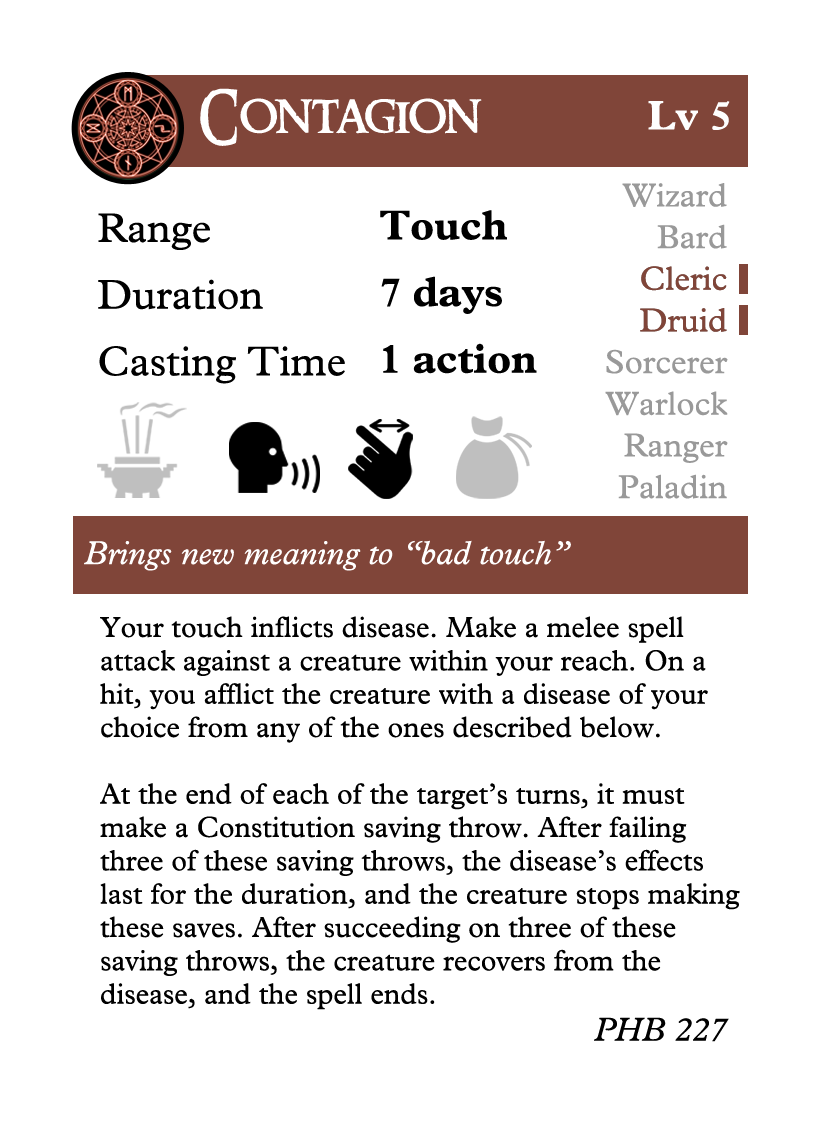 CONTAGION
Lv 5
Wizard
Bard
Cleric
Druid
Sorcerer
Warlock
Ranger
Paladin
Range Touch
Duration 7 days
Casting Time 1 action
Brings new meaning to “bad touch”
Your touch inflicts disease. Make a melee spell
attack against a creature within your reach. On a
hit, you afflict the creature with a disease of your
choice from any of the ones described below.
At the end of each of the target’s turns, it must
make a Constitution saving throw. After failing
three of these saving throws, the disease’s effects
last for the duration, and the creature stops making
these saves. After succeeding on three of these
saving throws, the creature recovers from the
disease, and the spell ends.
PHB 227